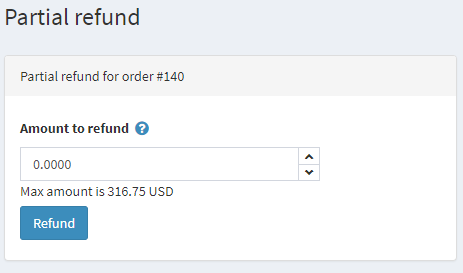 Partial refund
Partial refund for order #140
Amount to refund ?
0.0000
Max amount is 316.75 USD
Refund